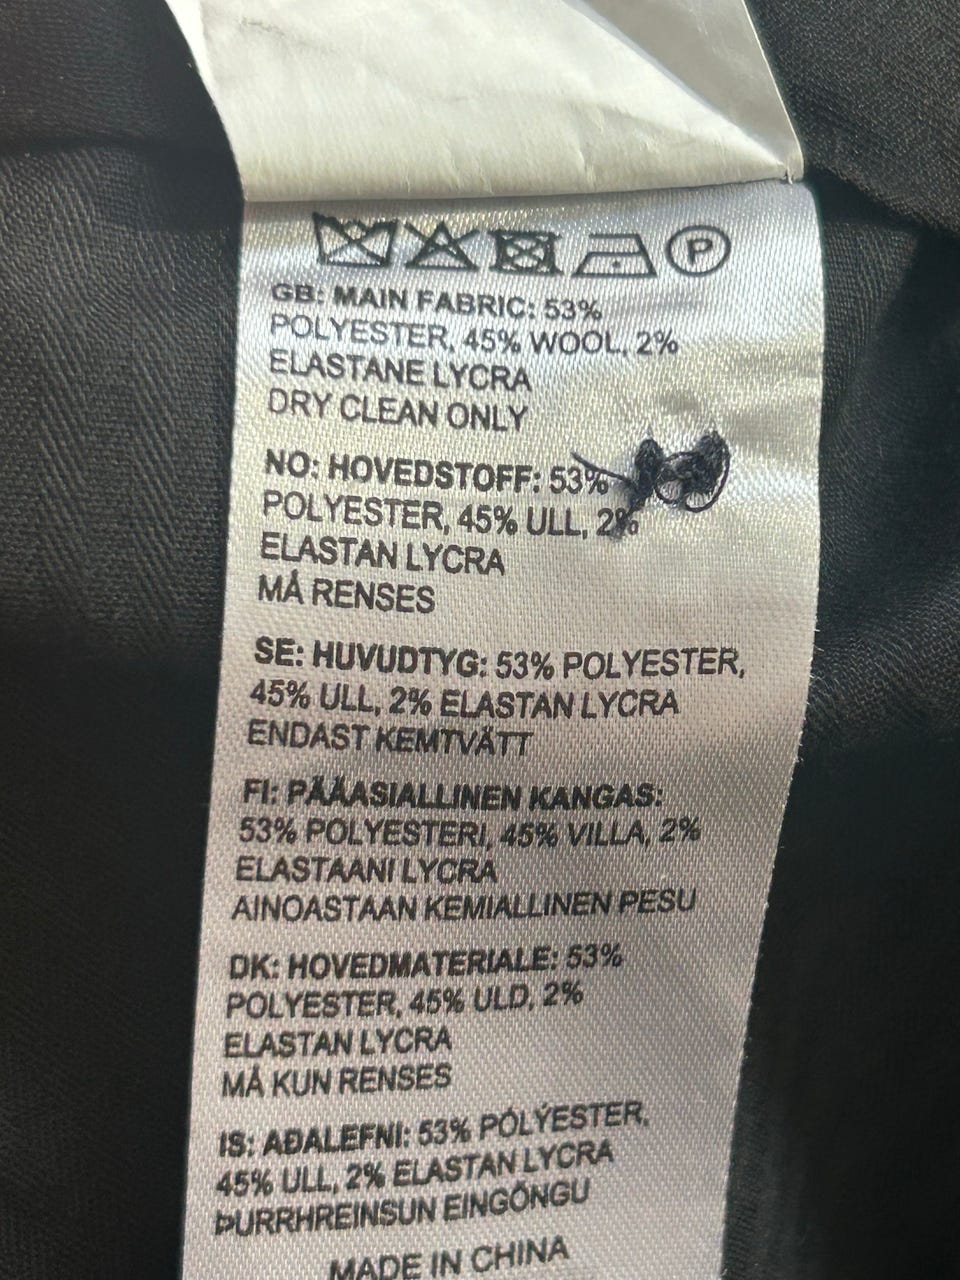 P
GB: MAIN FABRIC: 53%
POLYESTER, 45% WOOL, 2%
ELASTANE LYCRA
DRY CLEAN ONLY
NO: HOVEDSTOFF: 53%
POLYESTER, 45% ULL, 2%
ELASTAN LYCRA
MÅ RENSES
SE: HUVUDTYG: 53% POLYESTER,
45% ULL, 2% ELASTAN LYCRA
ENDAST KEMTVÄTT
FI: PÄÄASIALLINEN KANGAS:
53% POLYESTERI, 45% VILLA, 2%
ELASTAANI LYCRA
AINOASTAAN KEMIALLINEN PESU
DK: HOVEDMATERIALE: 53%
POLYESTER, 45% ULD, 2%
ELASTAN LYCRA
MÅ KUN RENSES
IS: AÐALEFNI: 53% PÓLÝESTER,
45% ULL, 2% ELASTAN LYCRA
ÞURRHREINSUN EINGÖNGU
MADE IN CHINA